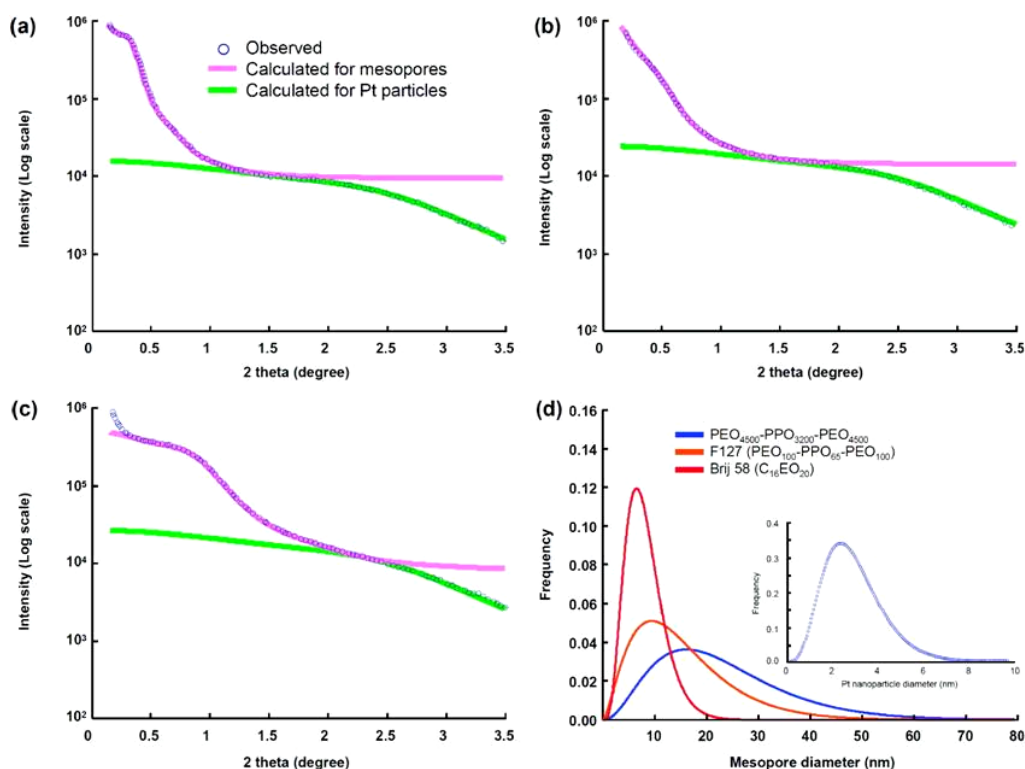 (a)
10⁶
10⁵
10⁴
10³
10²
Intensity (Log scale)
Observed
Calculated for mesopores
Calculated for Pt particles
0 0.5 1 1.5 2 2.5 3 3.5
2 theta (degree)
(b)
10⁶
10⁵
10⁴
10³
10²
Intensity (Log scale)
0 0.5 1 1.5 2 2.5 3 3.5
2 theta (degree)
(c)
10⁶
10⁵
10⁴
10³
10²
Intensity (Log scale)
0 0.5 1 1.5 2 2.5 3 3.5
2 theta (degree)
(d)
0.16
0.14
0.12
0.10
0.08
0.06
0.04
0.02
0.00
Frequency
PEO₄₅₀₀-PPO₃₂₀₀-PEO₄₅₀₀
F127 (PEO₁₀₀-PPO₆₅-PEO₁₀₀)
Brij 58 (C₁₆EO₂₀)
0.4
0.3
0.2
0.1
0.0
Frequency
0 2 4 6 8 10
Pt nanoparticle diameter (nm)
10 20 30 40 50 60 70 80
Mesopore diameter (nm)